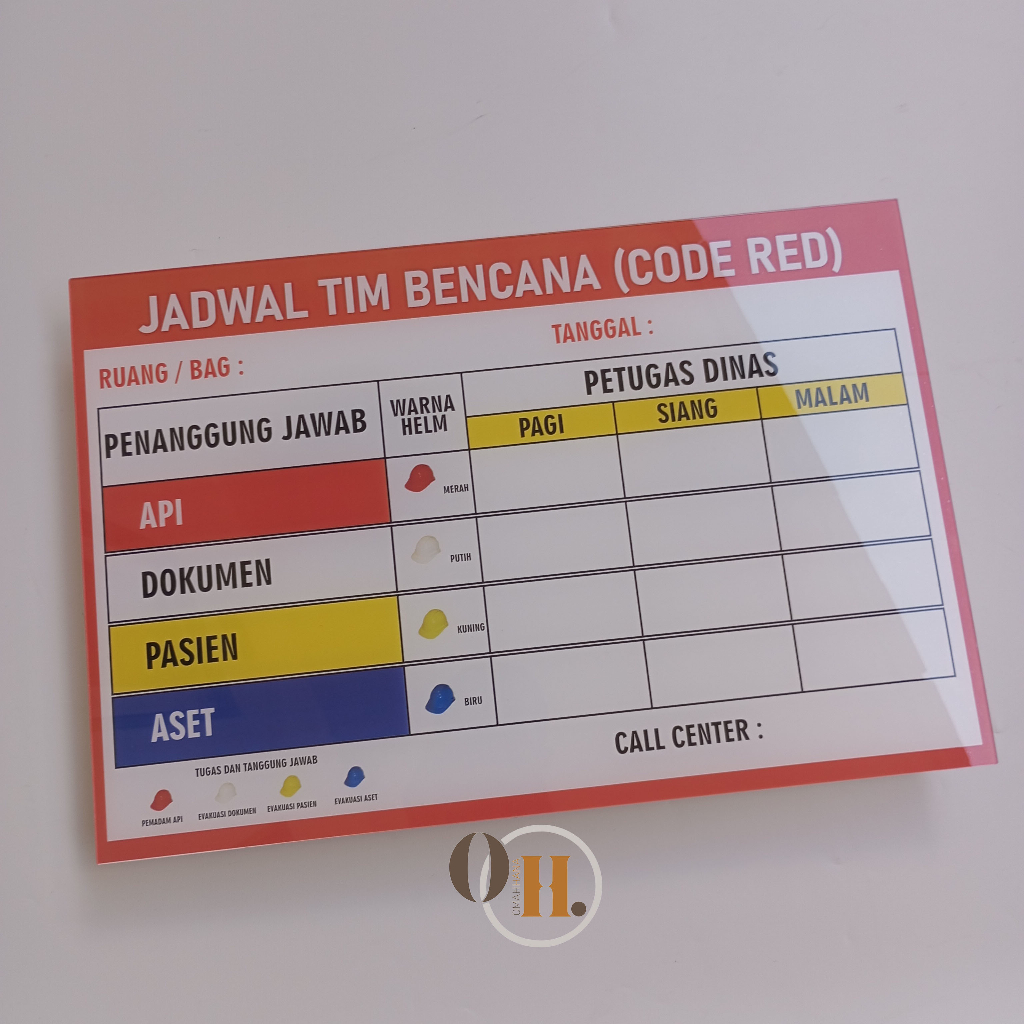 JADWAL TIM BENCANA (CODE RED)
RUANG / BAG :
TANGGAL :
PENANGGUNG JAWAB
WARNA
HELM
PETUGAS DINAS
PAGI
SIANG
MALAM
API
MERAH
DOKUMEN
PUTIH
PASIEN
KUNING
ASET
BIRU
TUGAS DAN TANGGUNG JAWAB
PEMADAM API
EVAKUASI DOKUMEN
EVAKUASI PASIEN
EVAKUASI ASET
CALL CENTER :
OH.